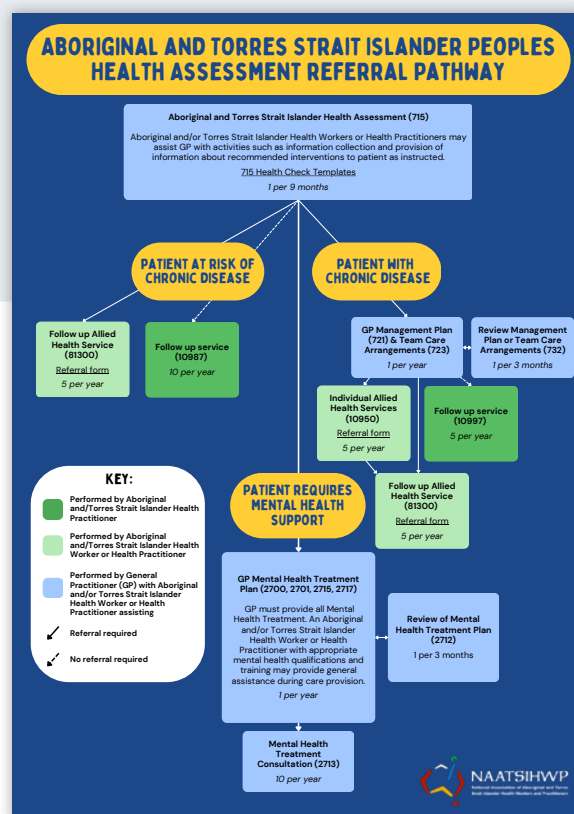 ABORIGINAL AND TORRES STRAIT ISLANDER PEOPLES
HEALTH ASSESSMENT REFERRAL PATHWAY
Aboriginal and Torres Strait Islander Health Assessment (715)
Aboriginal and/or Torres Strait Islander Health Workers or Health Practitioners may
assist GP with activities such as information collection and provision of
information about recommended interventions to patient as instructed.
715 Health Check Templates
1 per 9 months
PATIENT AT RISK OF
CHRONIC DISEASE
PATIENT WITH
CHRONIC DISEASE
Follow up Allied
Health Service
(81300)
Referral form
5 per year
Follow up service
(10987)
10 per year
GP Management Plan
(721) & Team Care
Arrangements (723)
1 per year
Review Management
Plan or Team Care
Arrangements (732)
1 per 3 months
Individual Allied
Health Services
(10950)
Referral form
5 per year
Follow up service
(10997)
5 per year
Follow up Allied
Health Service
(81300)
Referral form
5 per year
KEY:
Performed by Aboriginal
and/Torres Strait Islander Health
Practitioner
Performed by Aboriginal
and/Torres Strait Islander Health
Worker or Health Practitioner
Performed by General
Practitioner (GP) with Aboriginal
and/or Torres Strait Islander
Health Worker or Health
Practitioner assisting
Referral required
No referral required
PATIENT REQUIRES
MENTAL HEALTH
SUPPORT
GP Mental Health Treatment
Plan (2700, 2701, 2715, 2717)
GP must provide all Mental
Health Treatment. An Aboriginal
and/or Torres Strait Islander
Health Worker or Health
Practitioner with appropriate
mental health qualifications and
training may provide general
assistance during care provision.
1 per year
Review of Mental
Health Treatment Plan
(2712)
1 per 3 months
Mental Health
Treatment
Consultation (2713)
10 per year
NAATSIHWP
National Association of Aboriginal and Torres
Strait Islander Health Workers and Practitioners